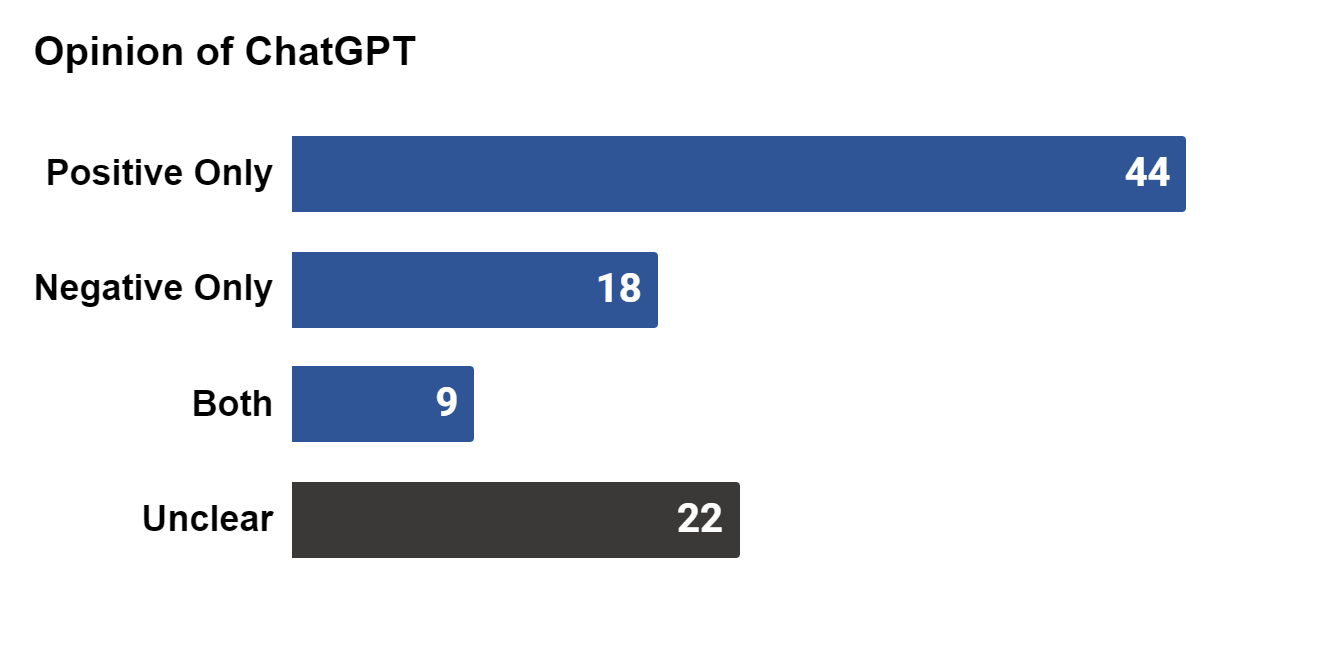 Opinion of ChatGPT
Positive Only 44
Negative Only 18
Both 9
Unclear 22